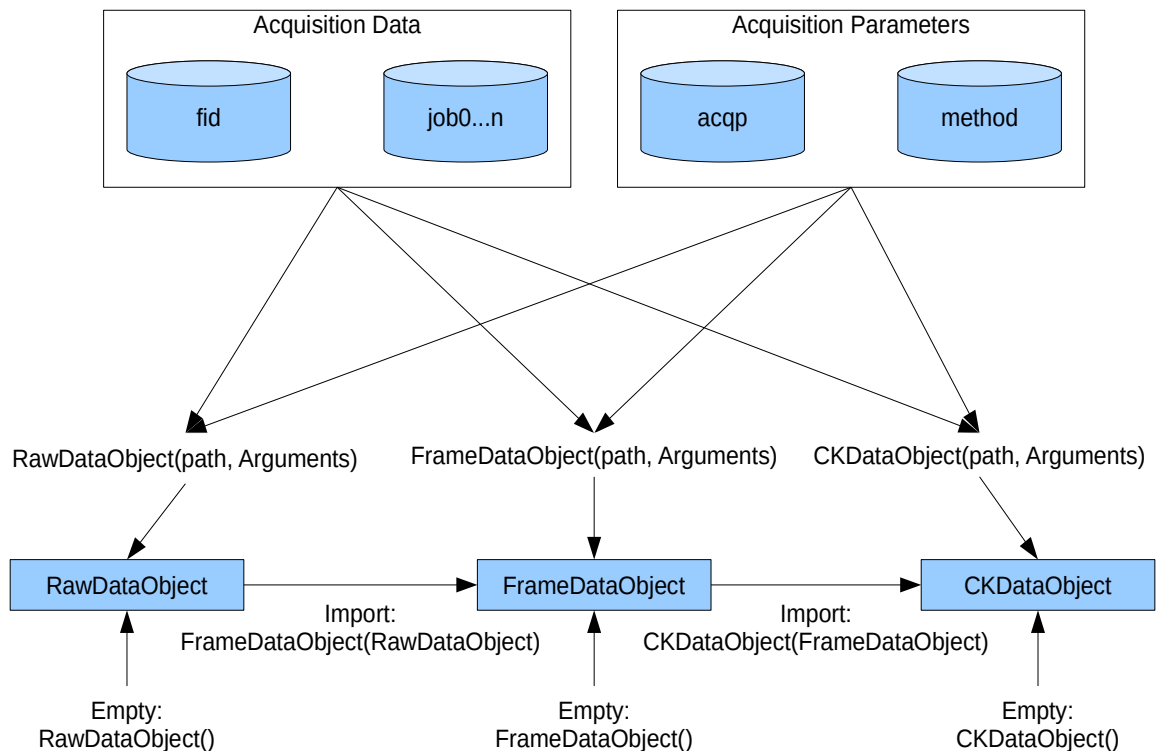 Acquisition Data
Acquisition Parameters
fid
job0...n
acqp
method
RawDataObject(path, Arguments)
FrameDataObject(path, Arguments)
CKDataObject(path, Arguments)
RawDataObject
FrameDataObject
CKDataObject
Import:
FrameDataObject(RawDataObject)
Import:
CKDataObject(FrameDataObject)
Empty:
RawDataObject()
Empty:
FrameDataObject()
Empty:
CKDataObject()